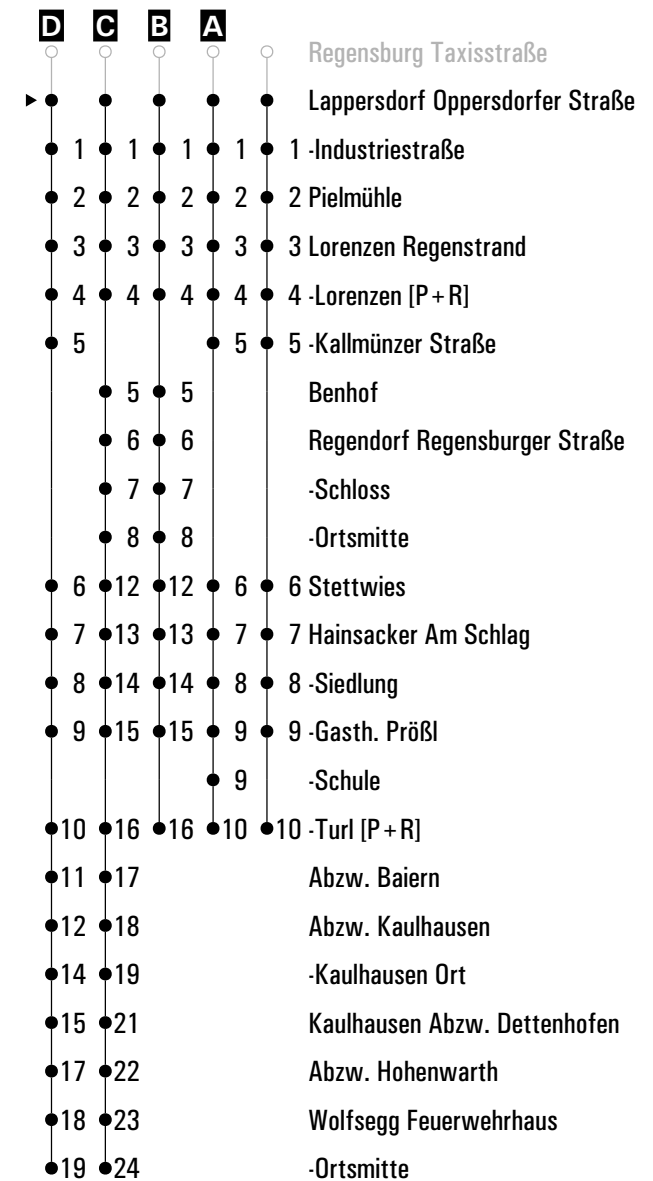 D C B A
Regensburg Taxisstraße
Lappersdorf Oppersdorfer Straße
1 1 1 1 1 -Industriestraße
2 2 2 2 2 Pielmühle
3 3 3 3 3 Lorenzen Regenstrand
4 4 4 4 4 -Lorenzen [P+R]
5 5 5 -Kallmünzer Straße
5 5 Benhof
6 6 Regendorf Regensburger Straße
7 7 -Schloss
8 8 -Ortsmitte
6 12 12 6 6 Stettwies
7 13 13 7 7 Hainsacker Am Schlag
8 14 14 8 8 -Siedlung
9 15 15 9 9 -Gasth. Prößl
9 -Schule
10 16 16 10 10 -Turl [P+R]
11 17 Abzw. Baiern
12 18 Abzw. Kaulhausen
14 19 -Kaulhausen Ort
15 21 Kaulhausen Abzw. Dettenhofen
17 22 Abzw. Hohenwarth
18 23 Wolfsegg Feuerwehrhaus
19 24 -Ortsmitte